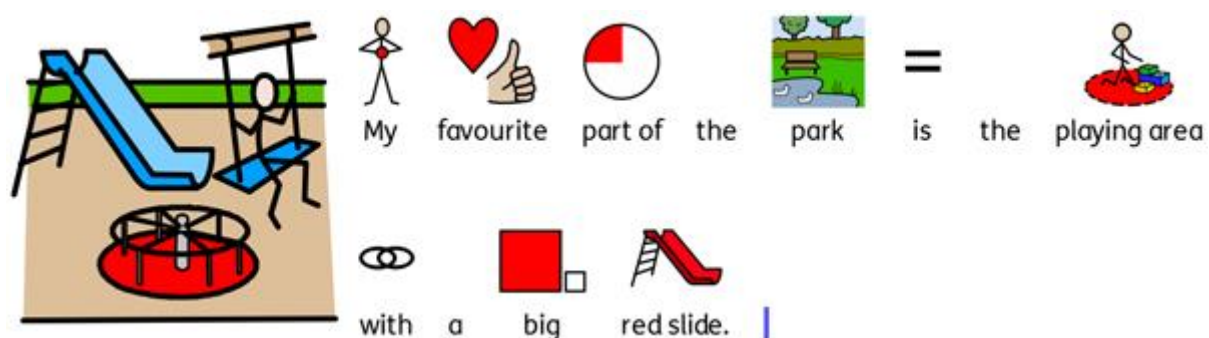 My favourite part of the park is the playing area
with a big red slide.